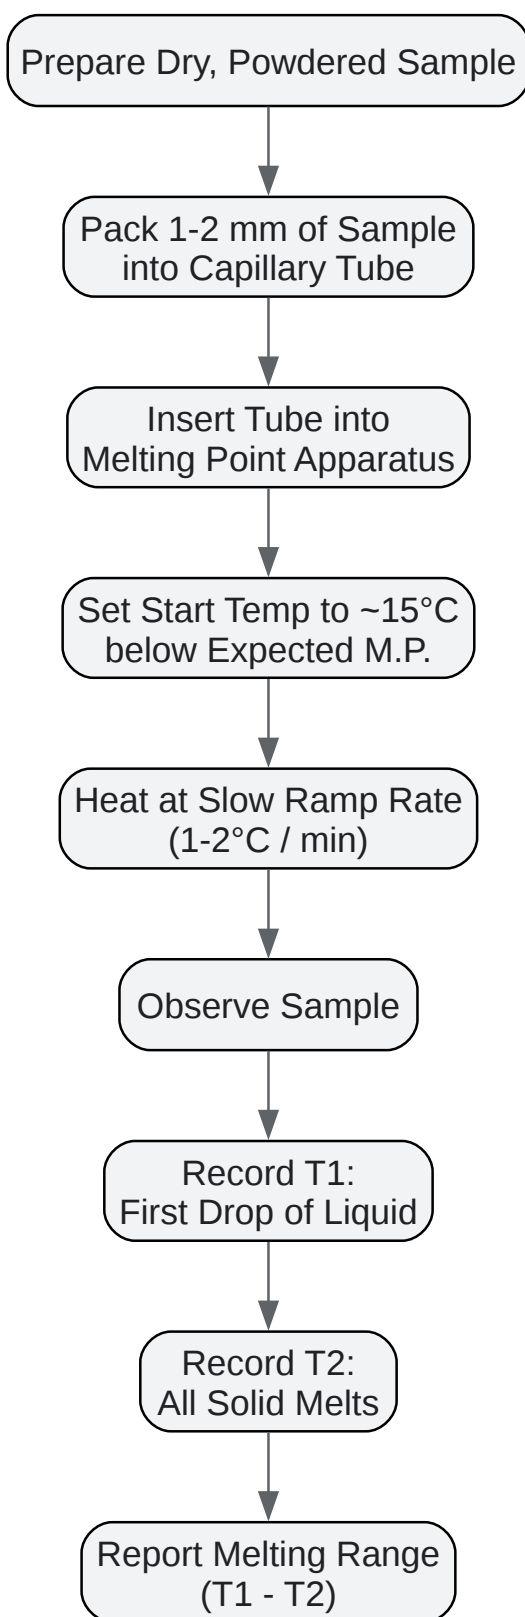 Prepare Dry, Powdered Sample
Pack 1-2 mm of Sample
into Capillary Tube
Insert Tube into
Melting Point Apparatus
Set Start Temp to ~15°C
below Expected M.P.
Heat at Slow Ramp Rate
(1-2°C / min)
Observe Sample
Record T1:
First Drop of Liquid
Record T2:
All Solid Melts
Report Melting Range
(T1 - T2)